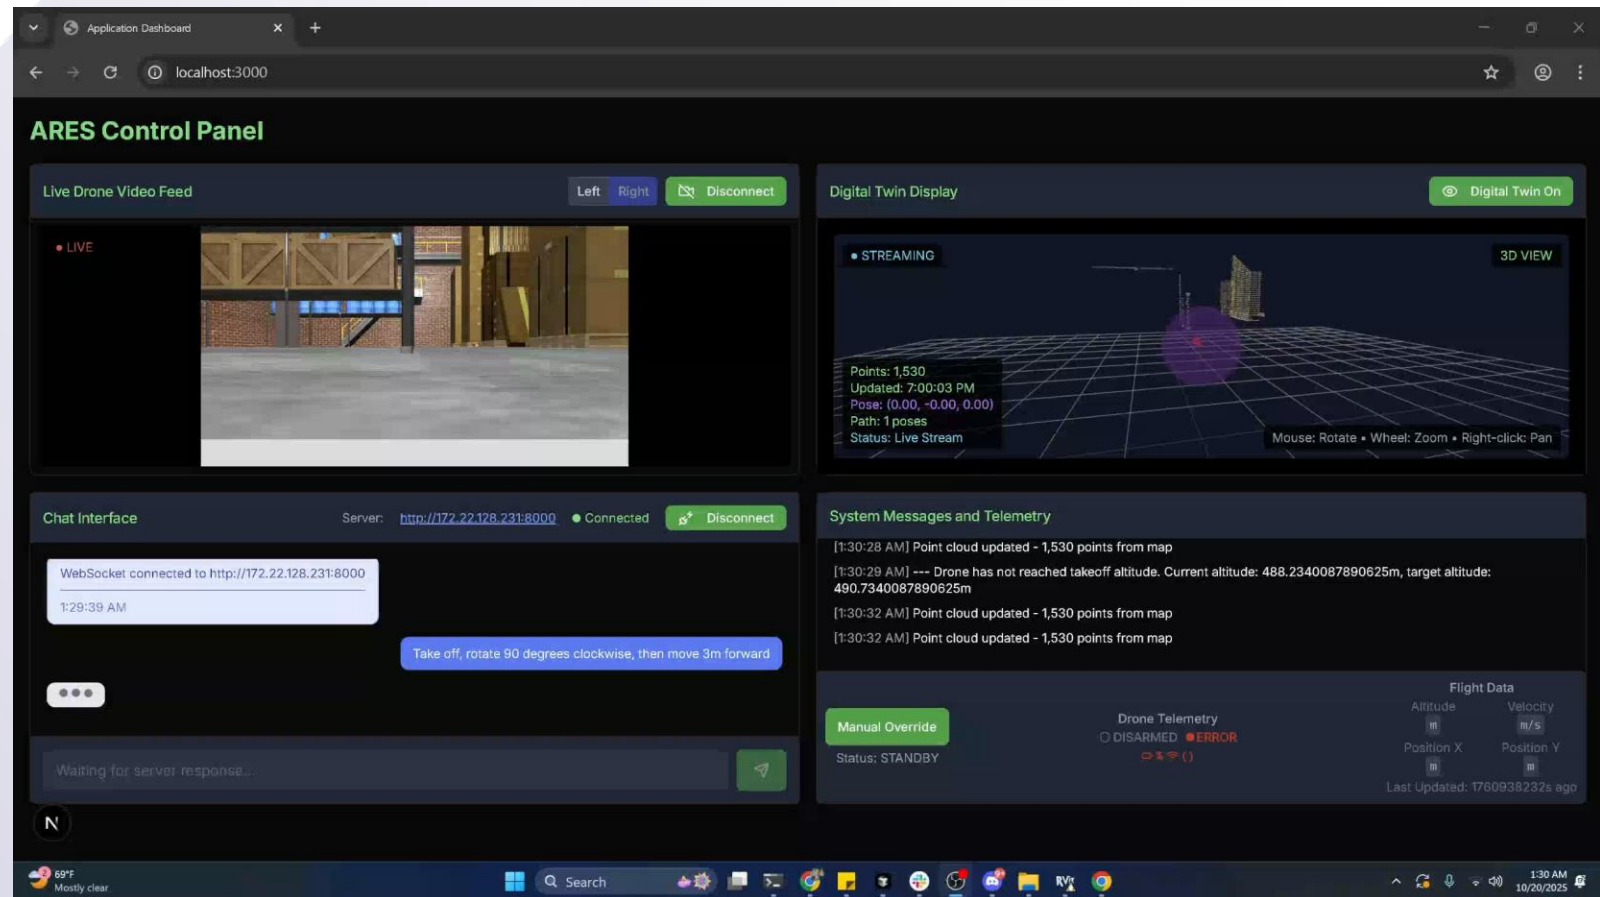 Application Dashboard
localhost:3000
ARES Control Panel
Live Drone Video Feed
Left
Right
Disconnect
LIVE
Digital Twin Display
Digital Twin On
STREAMING
3D VIEW
Points: 1,530
Updated: 7:00:03 PM
Pose: (0.00, -0.00, 0.00)
Path: 1 poses
Status: Live Stream
Mouse: Rotate • Wheel: Zoom • Right-click: Pan
Chat Interface
Server:
http://172.22.128.231:8000
Connected
Disconnect
WebSocket connected to http://172.22.128.231:8000
1:29:39 AM
Take off, rotate 90 degrees clockwise, then move 3m forward
Waiting for server response...
System Messages and Telemetry
[1:30:28 AM] Point cloud updated - 1,530 points from map
[1:30:29 AM] --- Drone has not reached takeoff altitude. Current altitude: 488.2340087890625m, target altitude:
490.7340087890625m
[1:30:32 AM] Point cloud updated - 1,530 points from map
[1:30:32 AM] Point cloud updated - 1,530 points from map
Manual Override
Status: STANDBY
Drone Telemetry
DISARMED ERROR
Flight Data
Altitude Velocity
m m/s
Position X Position Y
m m
Last Updated: 1760938232s ago
N
2
69°F
Mostly clear
Search
RViz
1:30 AM
10/20/2025